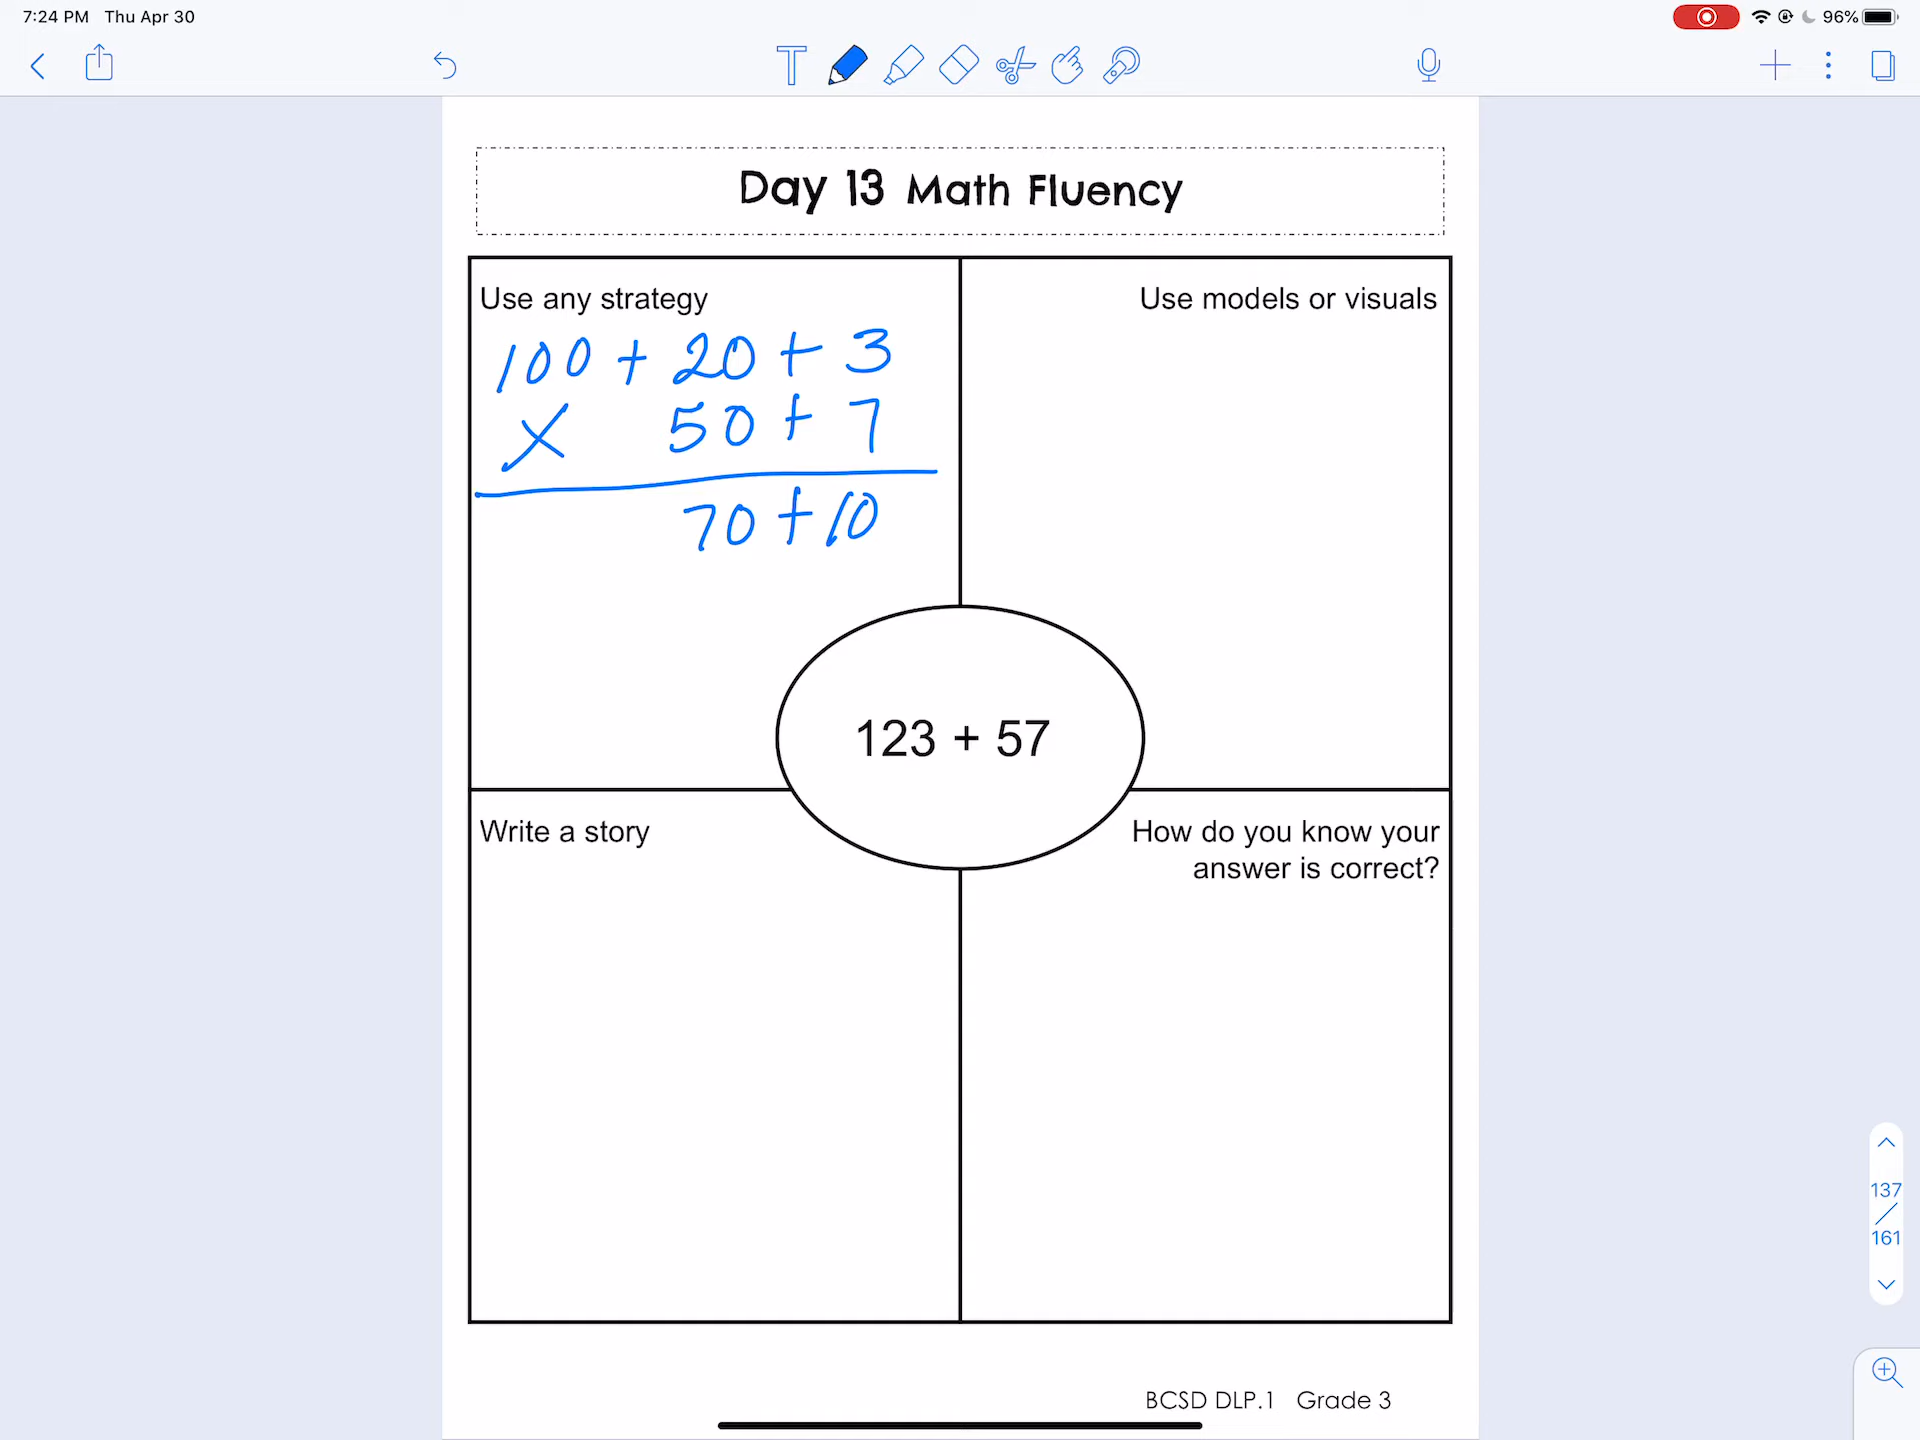 7:24 PM Thu Apr 30
96%
Day 13 Math Fluency
Use any strategy
100 + 20 + 3
X 50 + 7
70 + 10
Use models or visuals
123 + 57
Write a story
How do you know your
answer is correct?
137
161
BCSD DLP.1 Grade 3